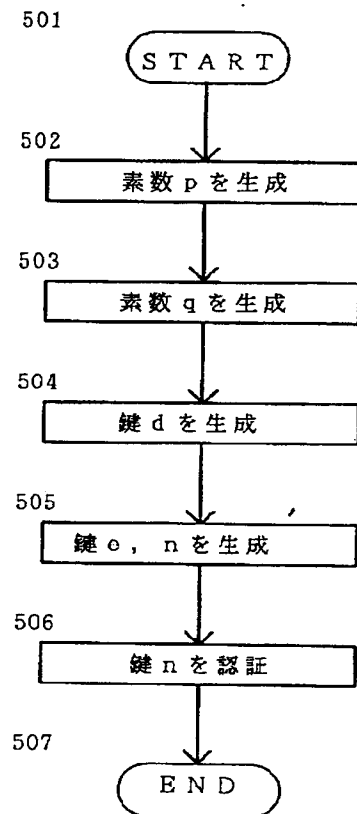 501
START
502
素数pを生成
503
素数qを生成
504
鍵dを生成
505
鍵e,nを生成
506
鍵nを認証
507
END